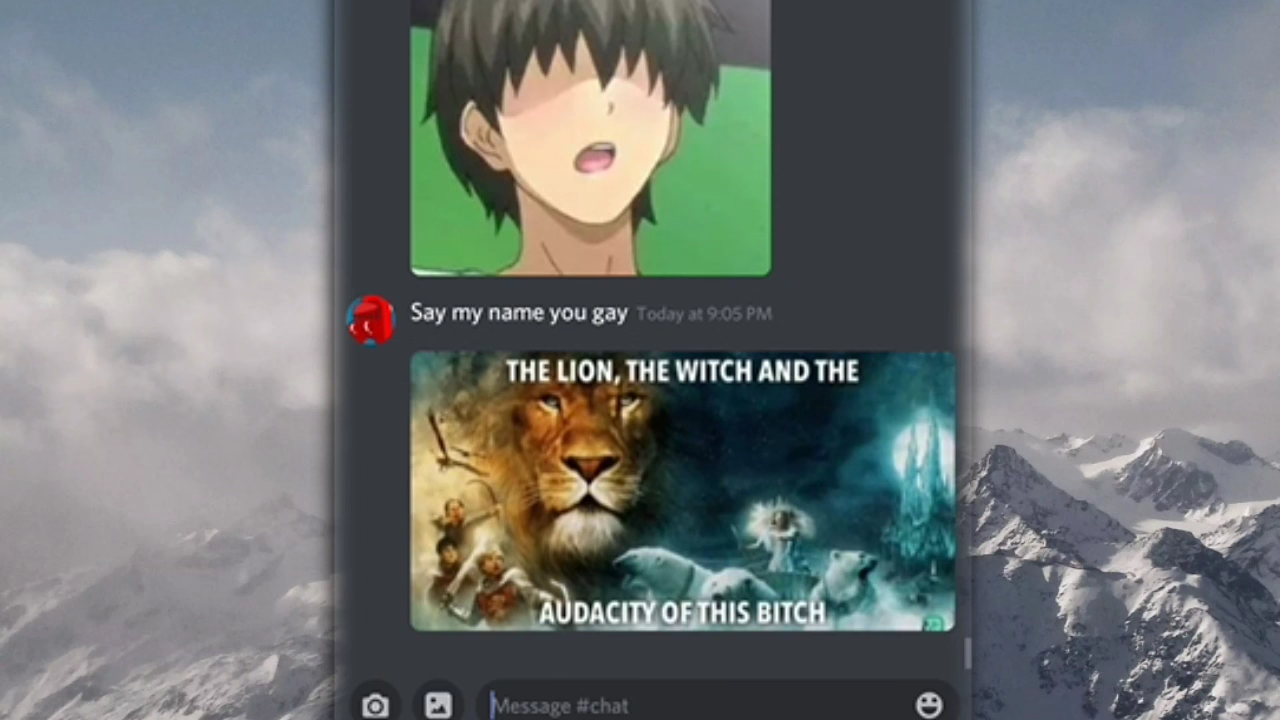 Say my name you gay Today at 9:05 PM
THE LION, THE WITCH AND THE
AUDACITY OF THIS BITCH
Message #chat